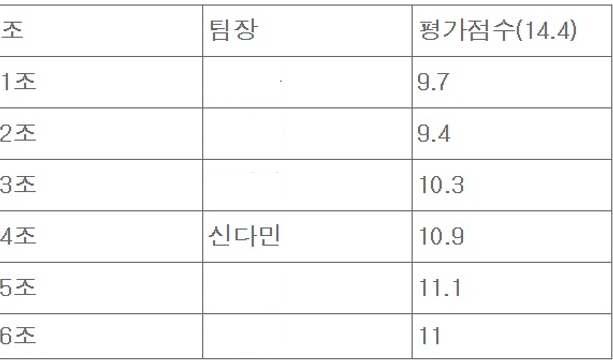 조 팀장 평가점수(14.4)
1조 9.7
2조 9.4
3조 10.3
4조 신다민 10.9
5조 11.1
6조 11